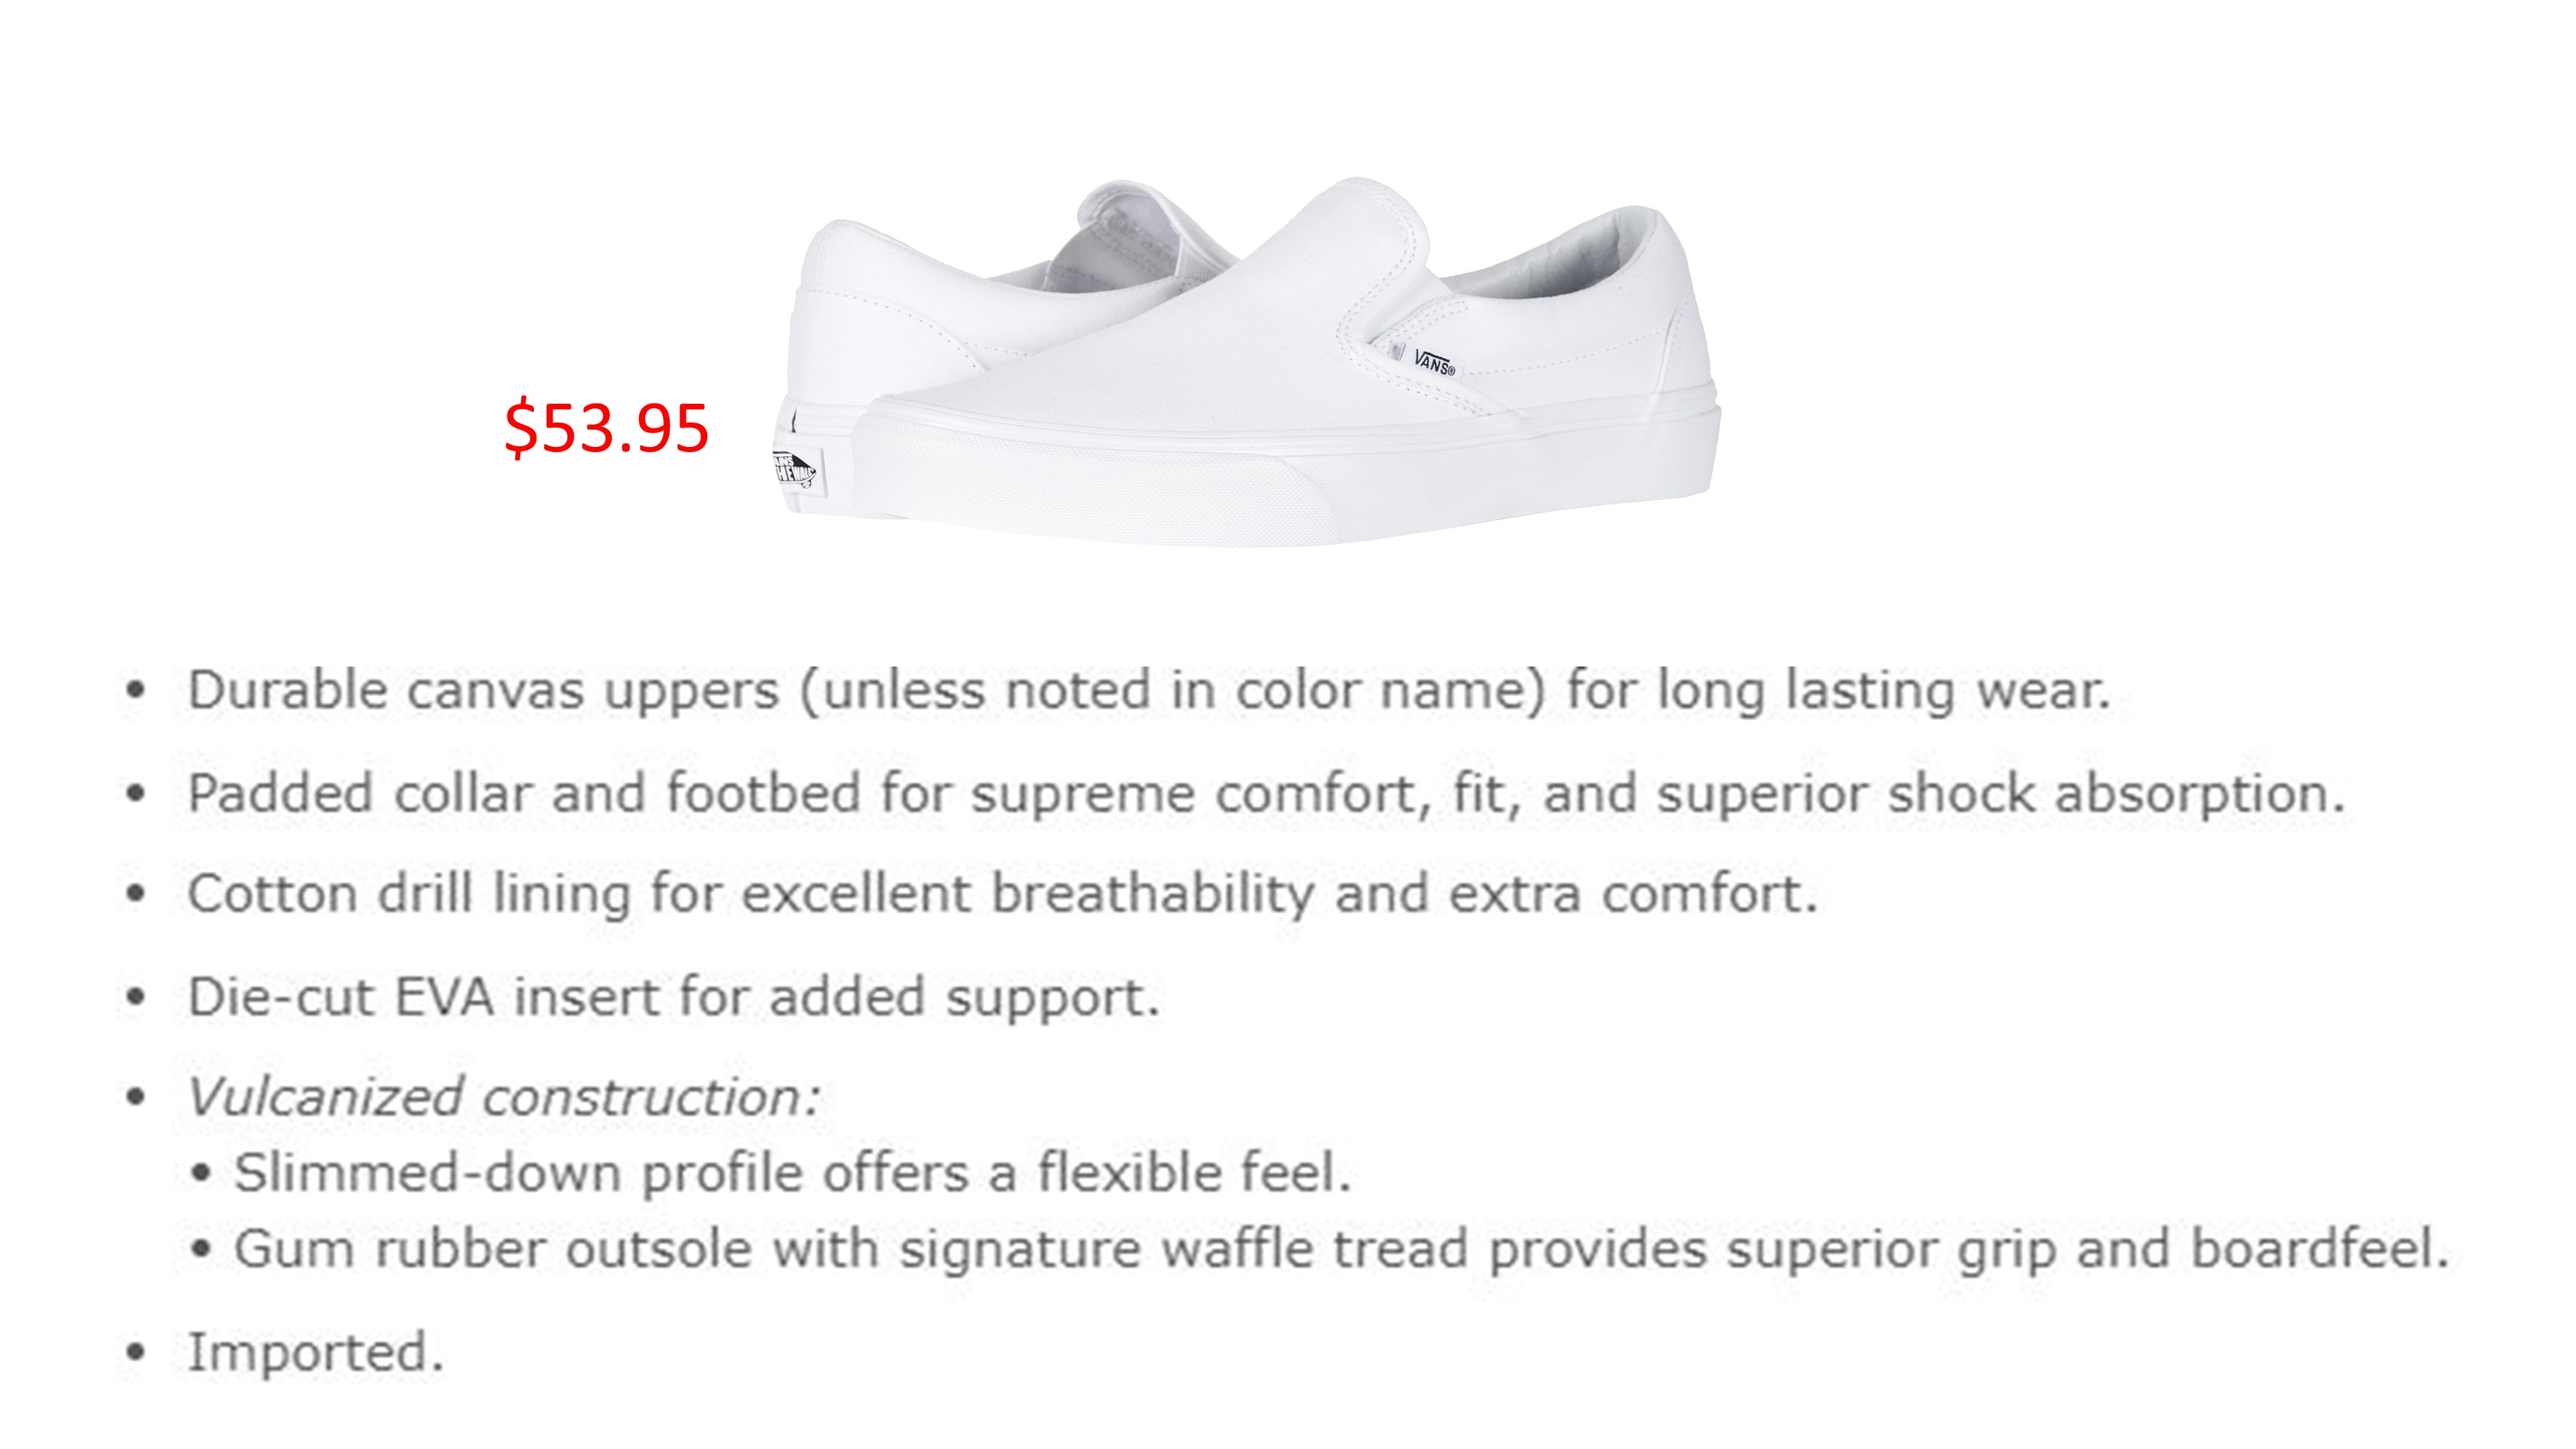 VANS®
$53.95
• Durable canvas uppers (unless noted in color name) for long lasting wear.
• Padded collar and footbed for supreme comfort, fit, and superior shock absorption.
• Cotton drill lining for excellent breathability and extra comfort.
• Die-cut EVA insert for added support.
• Vulcanized construction:
• Slimmed-down profile offers a flexible feel.
• Gum rubber outsole with signature waffle tread provides superior grip and boardfeel.
• Imported.